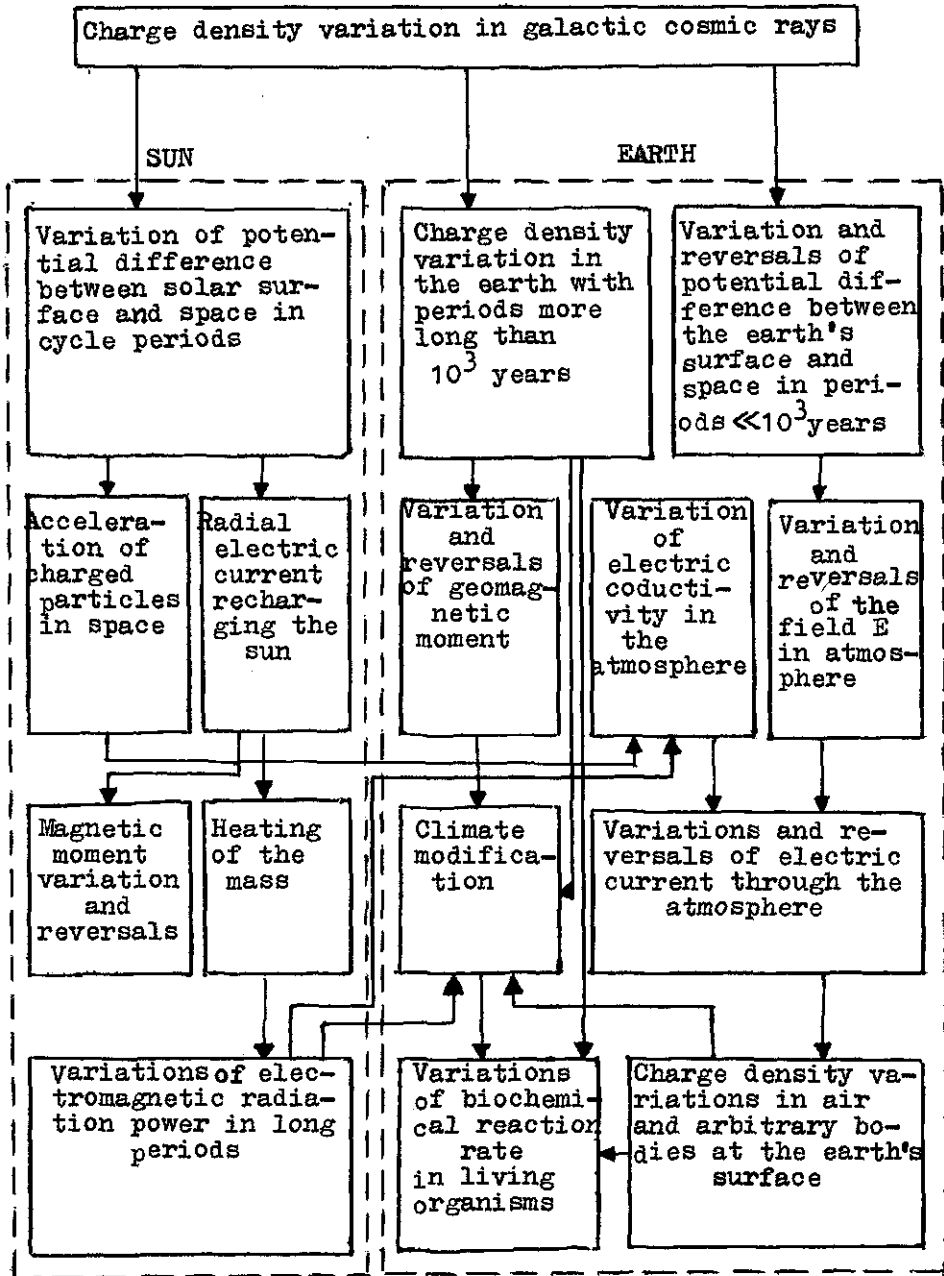 Charge density variation in galactic cosmic rays
SUN
EARTH
Variation of poten-
tial difference
between solar sur-
face and space in
cycle periods
Charge density
variation in
the earth with
periods more
long than
10³ years
Variation and
reversals of
potential dif-
ference between
the earth's
surface and
space in peri-
ods ≪10³years
Accelera-
tion of
charged
particles
in space
Radial
electric
current
rechar-
ging the
sun
Variation
and
reversals
of geomag-
netic
moment
Variation
of
electric
coducti-
vity in
the
atmosphere
Variation
and
reversals
of the
field E
in atmos-
phere
Magnetic
moment
variation
and
reversals
Heating
of the
mass
Climate
modifica-
tion
Variations and re-
versals of electric
current through the
atmosphere
Variations of elec-
tromagnetic radia-
tion power in long
periods
Variations
of biochemi-
cal reaction
rate
in living
organisms
Charge density va-
riations in air
and arbitrary bo-
dies at the earth's
surface